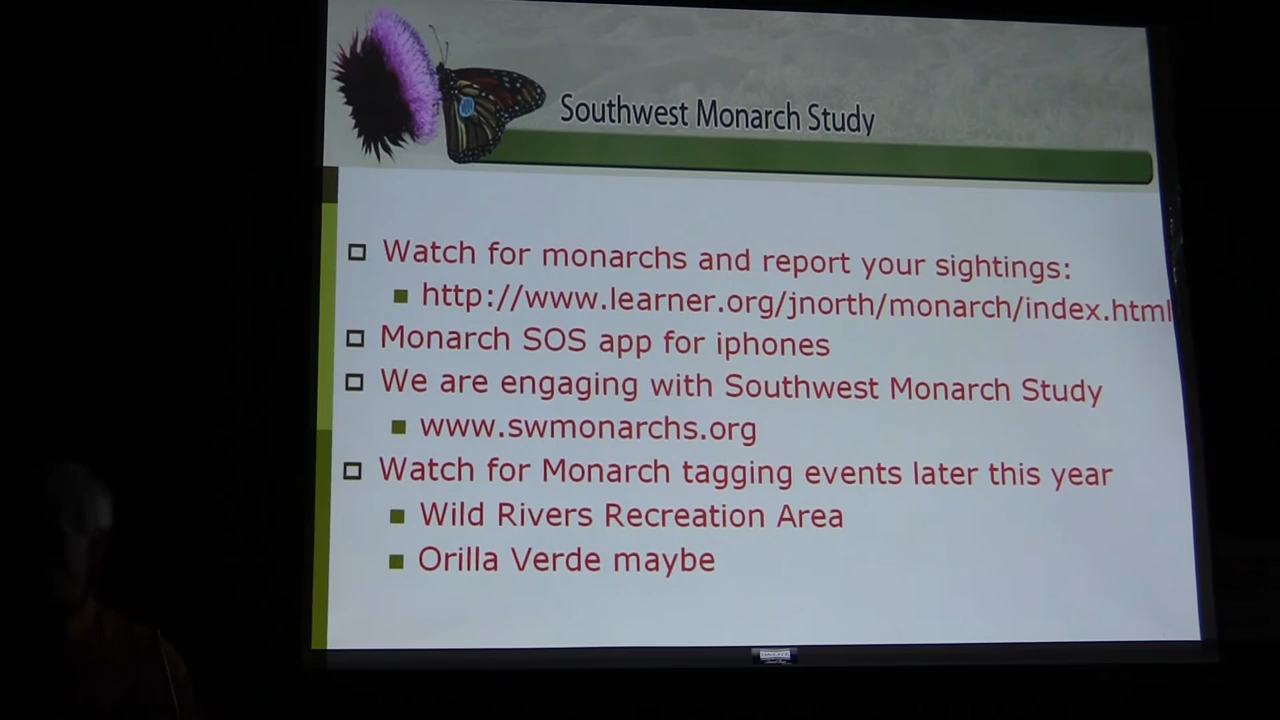 Southwest Monarch Study
Watch for monarchs and report your sightings:
http://www.learner.org/jnorth/monarch/index.html
Monarch SOS app for iphones
We are engaging with Southwest Monarch Study
www.swmonarchs.org
Watch for Monarch tagging events later this year
Wild Rivers Recreation Area
Orilla Verde maybe